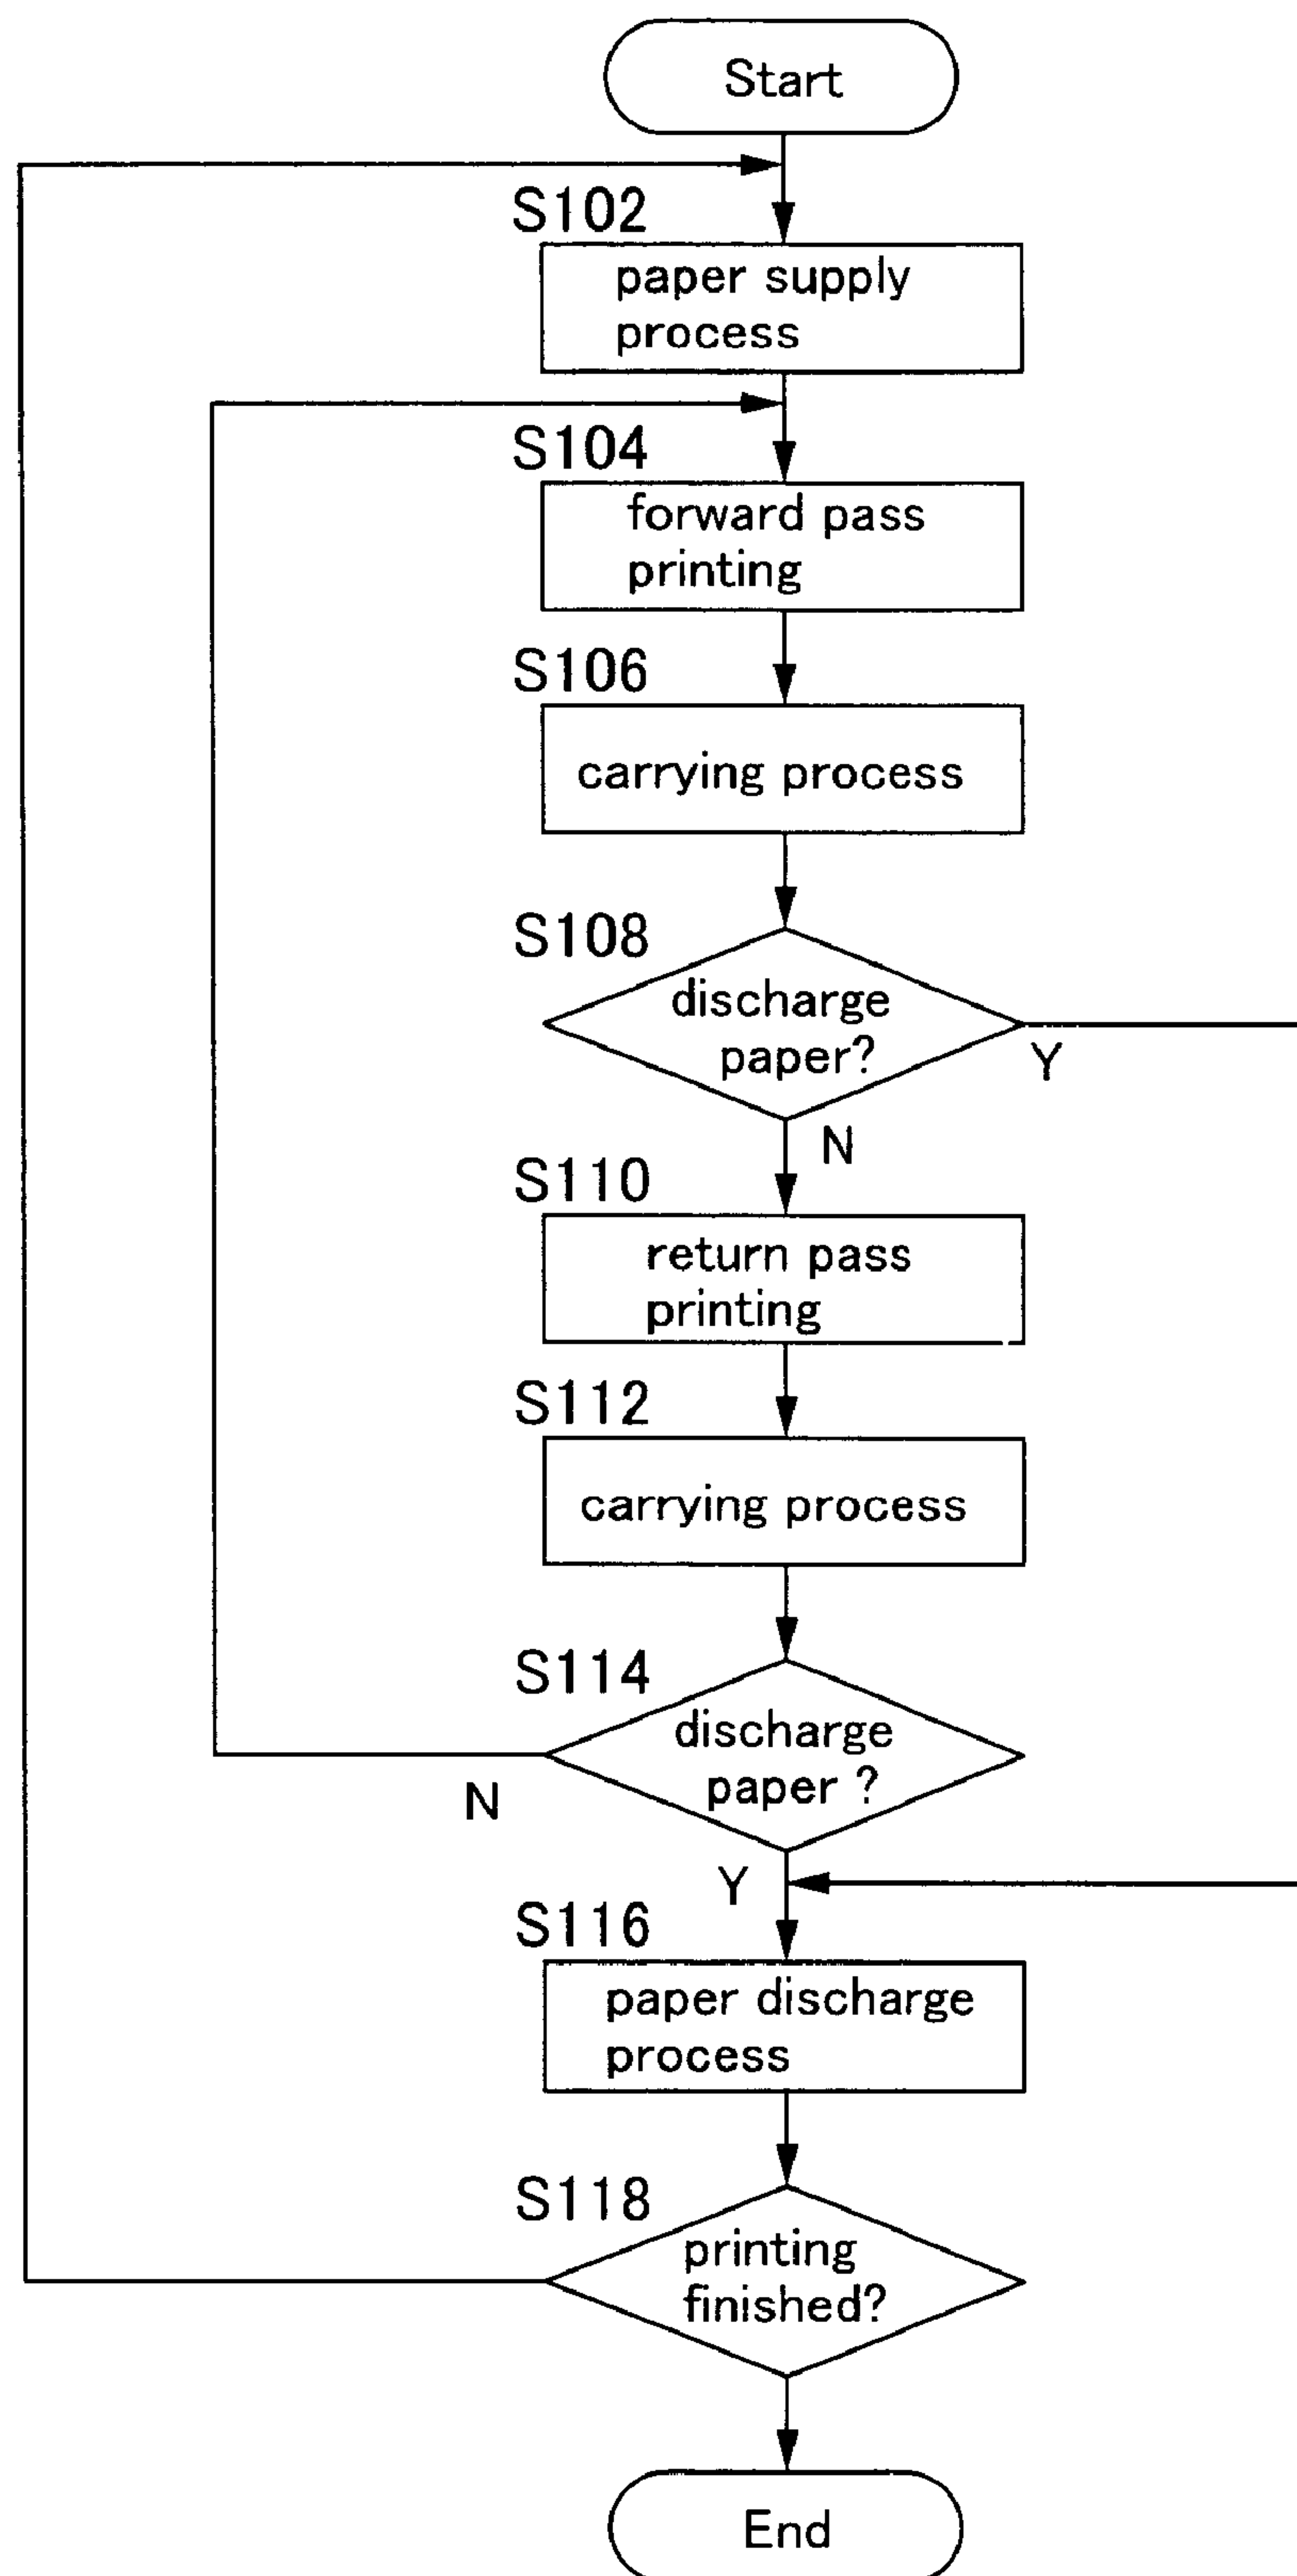 Start
S102
paper supply
process
S104
forward pass
printing
S106
carrying process
S108
discharge
paper?
Y
N
S110
return pass
printing
S112
carrying process
S114
discharge
paper ?
N
Y
S116
paper discharge
process
S118
printing
finished?
End